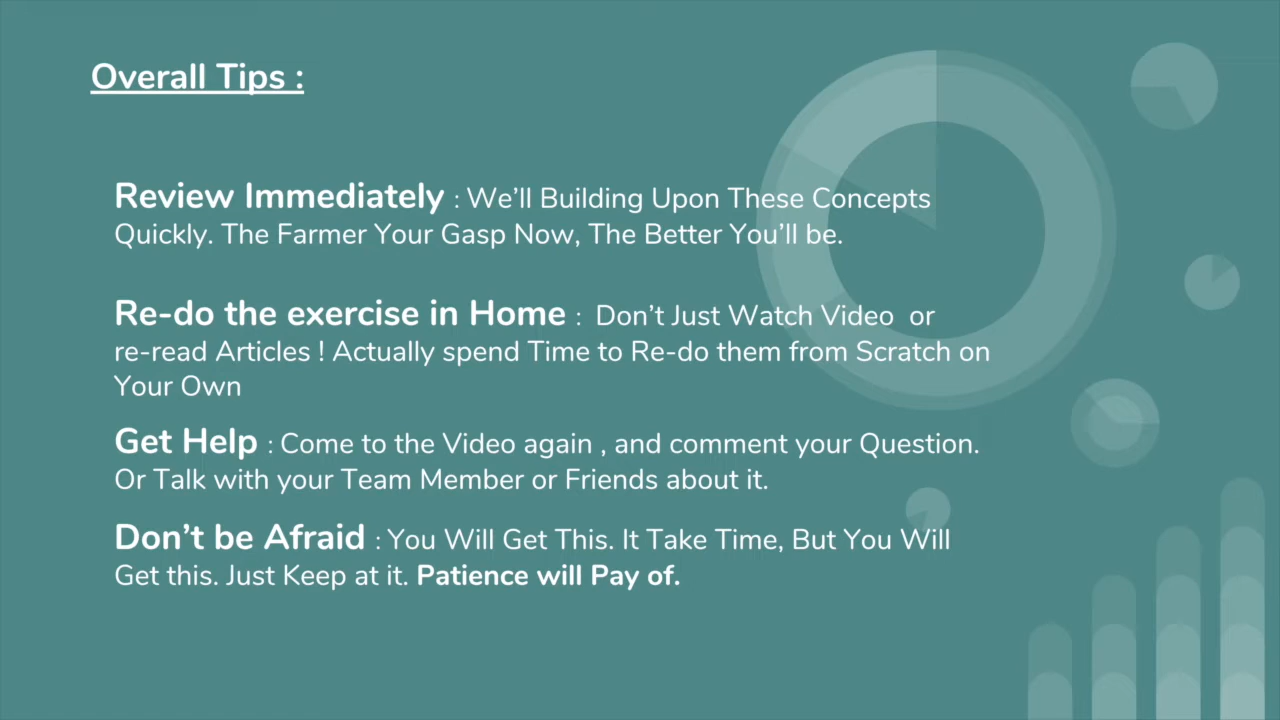 Overall Tips :
Review Immediately : We’ll Building Upon These Concepts
Quickly. The Farmer Your Gasp Now, The Better You’ll be.
Re-do the exercise in Home : Don’t Just Watch Video or
re-read Articles ! Actually spend Time to Re-do them from Scratch on
Your Own
Get Help : Come to the Video again , and comment your Question.
Or Talk with your Team Member or Friends about it.
Don’t be Afraid : You Will Get This. It Take Time, But You Will
Get this. Just Keep at it. Patience will Pay of.